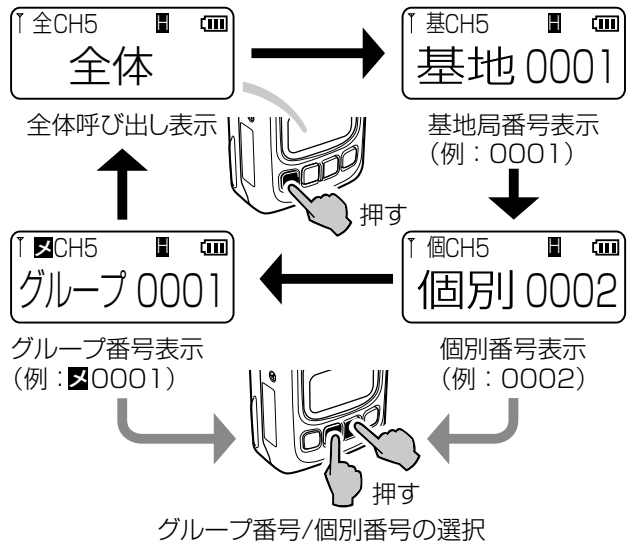 全CH5
全体
全体呼び出し表示
基CH5
基地 0001
基地局番号表示
（例：0001）
押す
メCH5
グループ 0001
グループ番号表示
（例：メ0001）
個CH5
個別 0002
個別番号表示
（例：0002）
押す
グループ番号/個別番号の選択